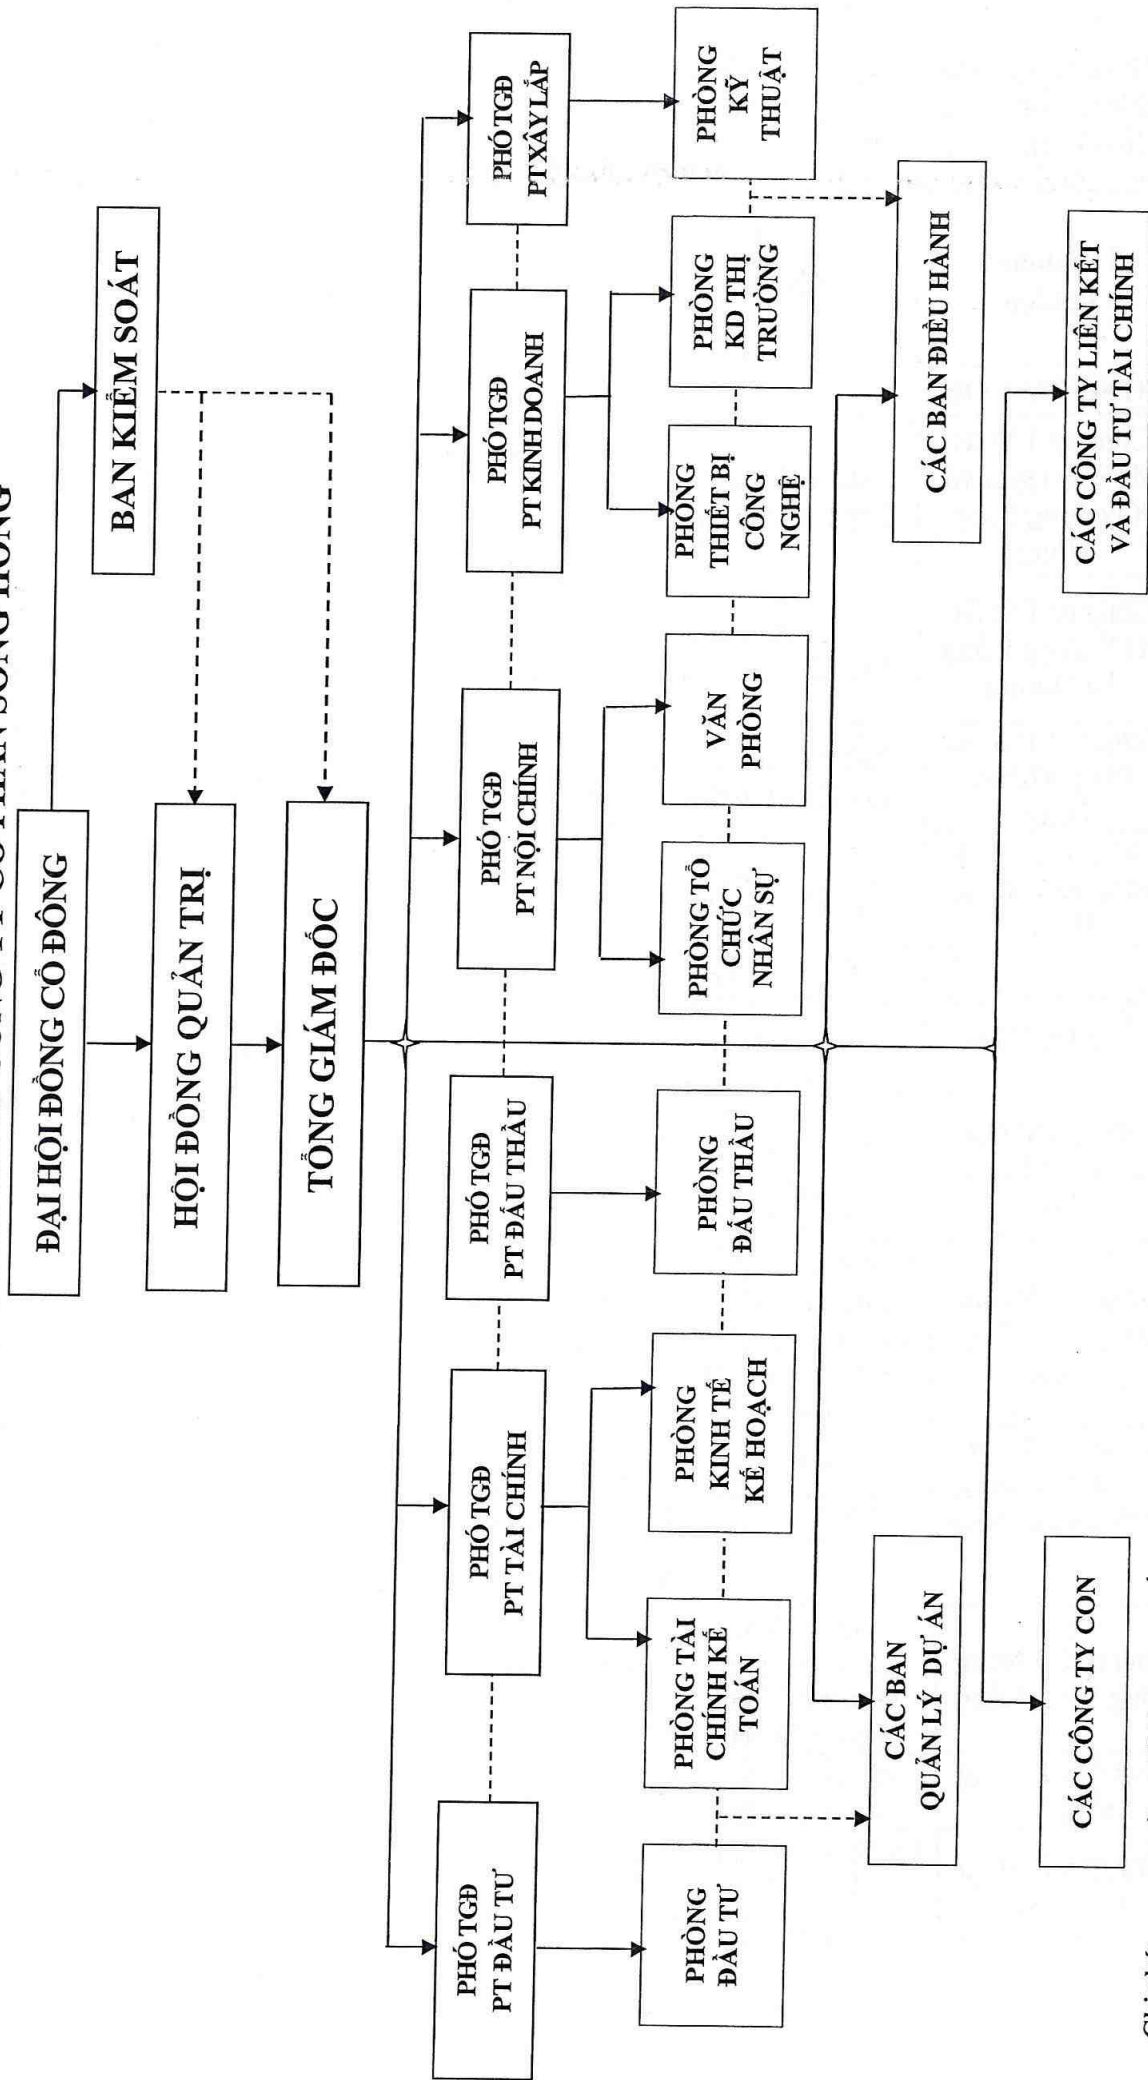 CỔ PHẦN SÔNG HỒNG
ĐẠI HỘI ĐỒNG CỔ ĐÔNG
BAN KIỂM SOÁT
HỘI ĐỒNG QUẢN TRỊ
TỔNG GIÁM ĐỐC
PHÓ TGĐ
PT ĐẦU TƯ
PHÓ TGĐ
PT TÀI CHÍNH
PHÓ TGĐ
PT ĐẤU THẦU
PHÓ TGĐ
PT NỘI CHÍNH
PHÓ TGĐ
PT KINH DOANH
PHÓ TGĐ
PT XÂY LẮP
PHÒNG
ĐẦU TƯ
PHÒNG TÀI
CHÍNH KẾ
TOÁN
PHÒNG
KINH TẾ
KẾ HOẠCH
PHÒNG
ĐẤU THẦU
PHÒNG TỔ
CHỨC
NHÂN SỰ
VĂN
PHÒNG
PHÒNG
THIẾT BỊ
CÔNG
NGHỆ
PHÒNG
KD THỊ
TRƯỜNG
PHÒNG
KỸ
THUẬT
CÁC BAN
QUẢN LÝ DỰ ÁN
CÁC BAN ĐIỀU HÀNH
CÁC CÔNG TY CON
CÁC CÔNG TY LIÊN KẾT
VÀ ĐẦU TƯ TÀI CHÍNH